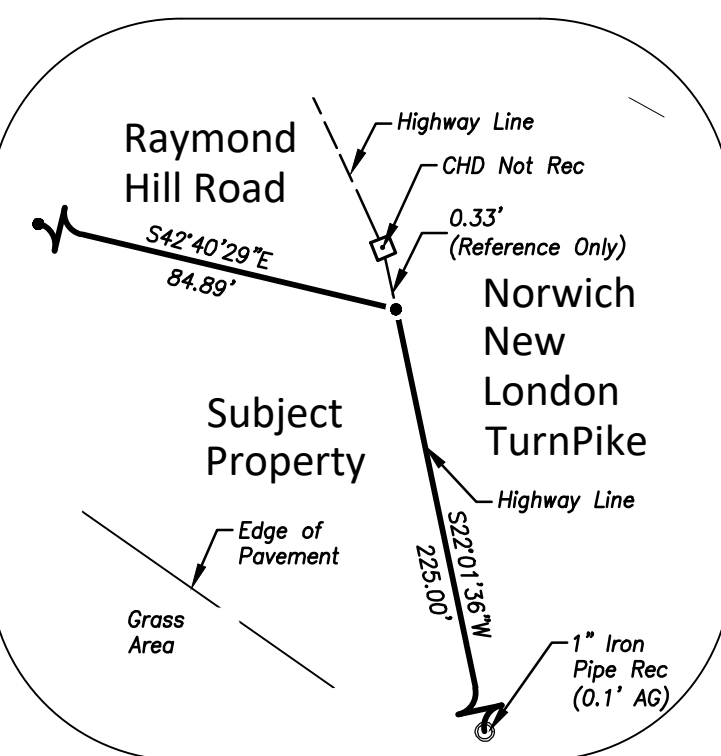 Raymond
Hill Road
Highway Line
CHD Not Rec
0.33'
(Reference Only)
S42°40'29"E
84.89'
Norwich
New
London
TurnPike
Subject
Property
Highway Line
Edge of
Pavement
S22°01'36"W
225.00'
Grass
Area
1" Iron
Pipe Rec
(0.1' AG)